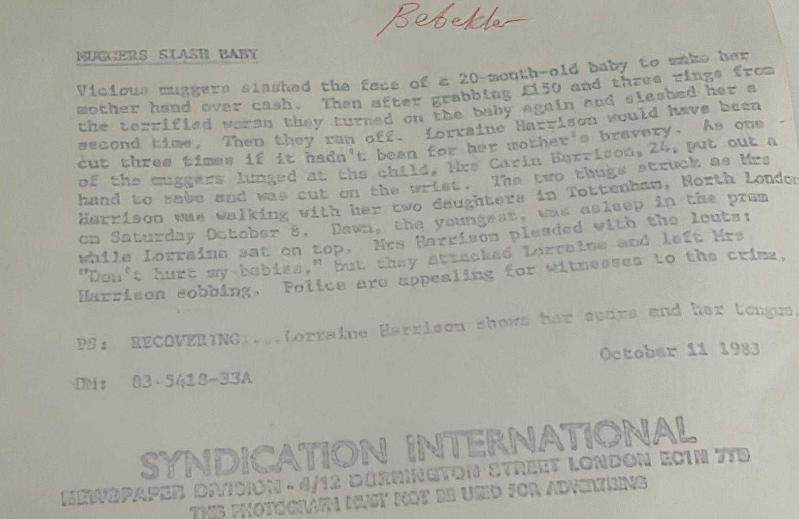 Bebekler
MUGGERS SLASH BABY
Vicious muggers slashed the face of a 20-month-old baby to make her
mother hand over cash. Then after grabbing £150 and three rings from
the terrified woman they turned on the baby again and slashed her a
second time. Then they ran off. Lorraine Harrison would have been
cut three times if it hadn't been for her mother's bravery. As one -
of the muggers lunged at the child, Mrs Carin Harrison, 24, put out a
hand to save and was cut on the wrist. The two thugs struck as Mrs
Harrison was walking with her two daughters in Tottenham, North London
on Saturday October 8. Dawn, the youngest, was asleep in the pram
while Lorraine sat on top. Mrs Harrison pleaded with the louts:
"Don't hurt my babies," but they attacked Lorraine and left Mrs
Harrison sobbing. Police are appealing for witnesses to the crime.
PS: RECOVERING....Lorraine Harrison shows her scars and her tongue.
October 11 1983
DM: 83-5418-33A
SYNDICATION INTERNATIONAL
NEWSPAPER DIVISION - 4/12 DORRINGTON STREET LONDON EC1N 7TB
THIS PHOTOGRAPH MUST NOT BE USED FOR ADVERTISING